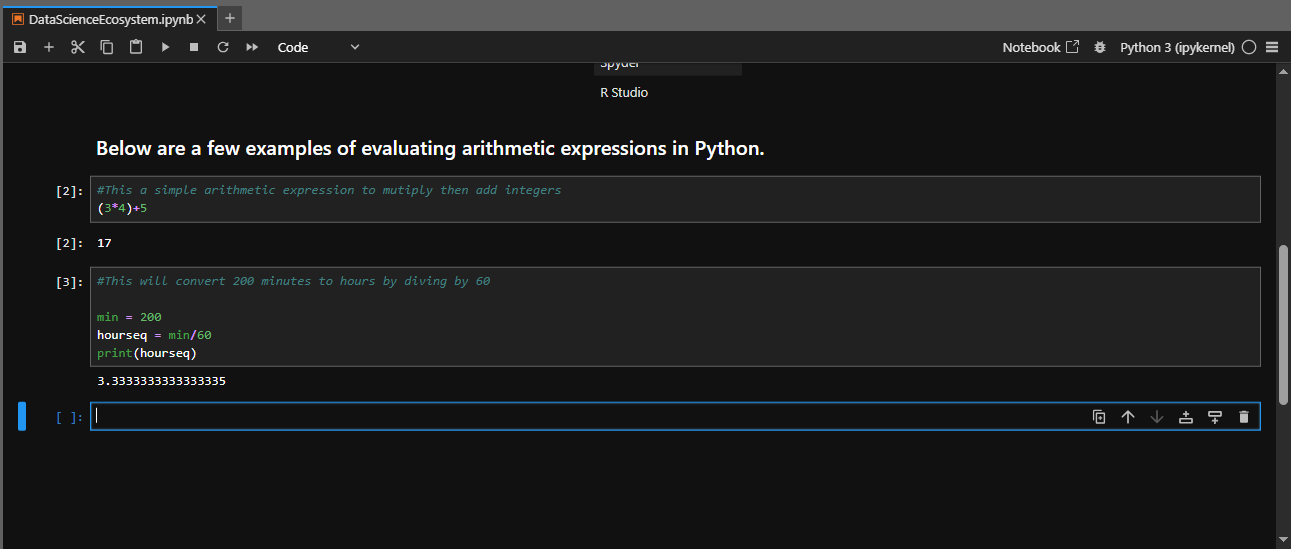 DataScienceEcosystem.ipynb
Code
Notebook
Python 3 (ipykernel)
Spyder
R Studio
Below are a few examples of evaluating arithmetic expressions in Python.
[2]:
#This a simple arithmetic expression to mutiply then add integers
(3*4)+5
[2]: 17
[3]:
#This will convert 200 minutes to hours by diving by 60
min = 200
hourseq = min/60
print(hourseq)
3.3333333333333335
[ ]: